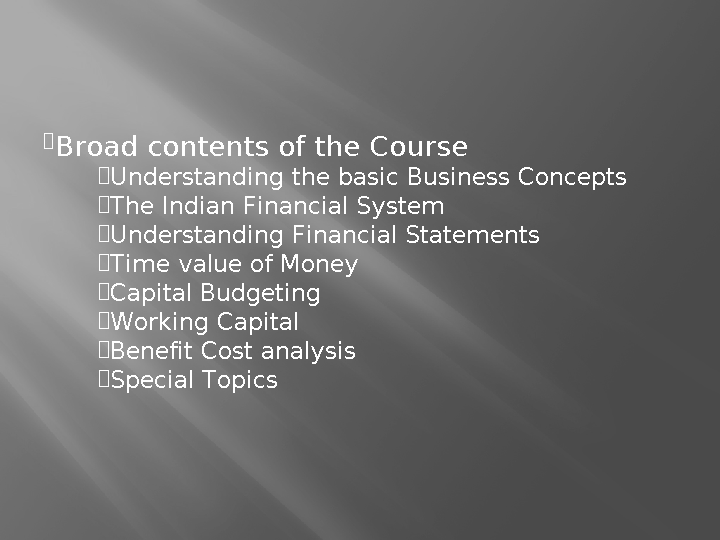 Broad contents of the Course
Understanding the basic Business Concepts
The Indian Financial System
Understanding Financial Statements
Time value of Money
Capital Budgeting
Working Capital
Benefit Cost analysis
Special Topics